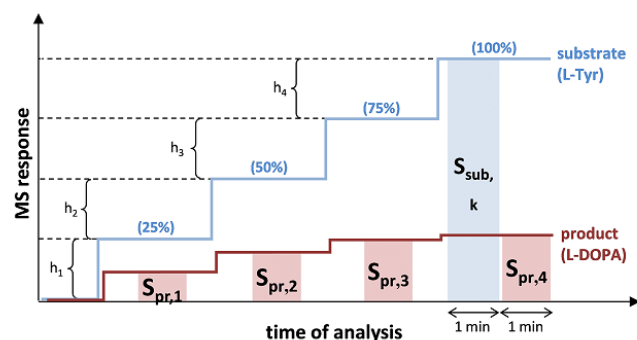 (100%)
substrate
(L-Tyr)
h4
(75%)
h3
(50%)
Ssub,
k
MS response
h2
(25%)
product
(L-DOPA)
h1
Spr,1
Spr,2
Spr,3
Spr,4
time of analysis
1 min
1 min